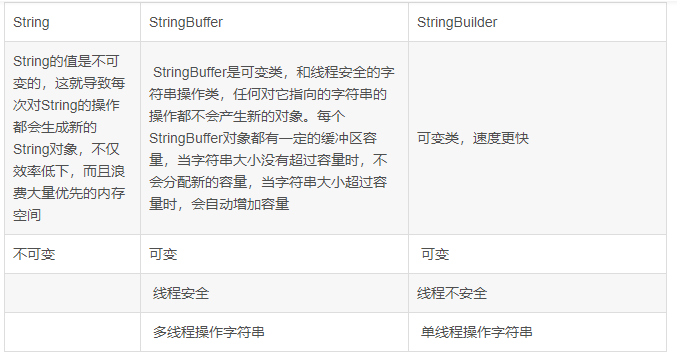 String
StringBuffer
StringBuilder
String的值是不可
变的，这就导致每
次对String的操作
都会生成新的
String对象，不仅
效率低下，而且浪
费大量优先的内存
空间
StringBuffer是可变类，和线程安全的字
符串操作类，任何对它指向的字符串的
操作都不会产生新的对象。每个
StringBuffer对象都有一定的缓冲区容
量，当字符串大小没有超过容量时，不
会分配新的容量，当字符串大小超过容
量时，会自动增加容量
可变类，速度更快
不可变
可变
可变
线程安全
线程不安全
多线程操作字符串
单线程操作字符串